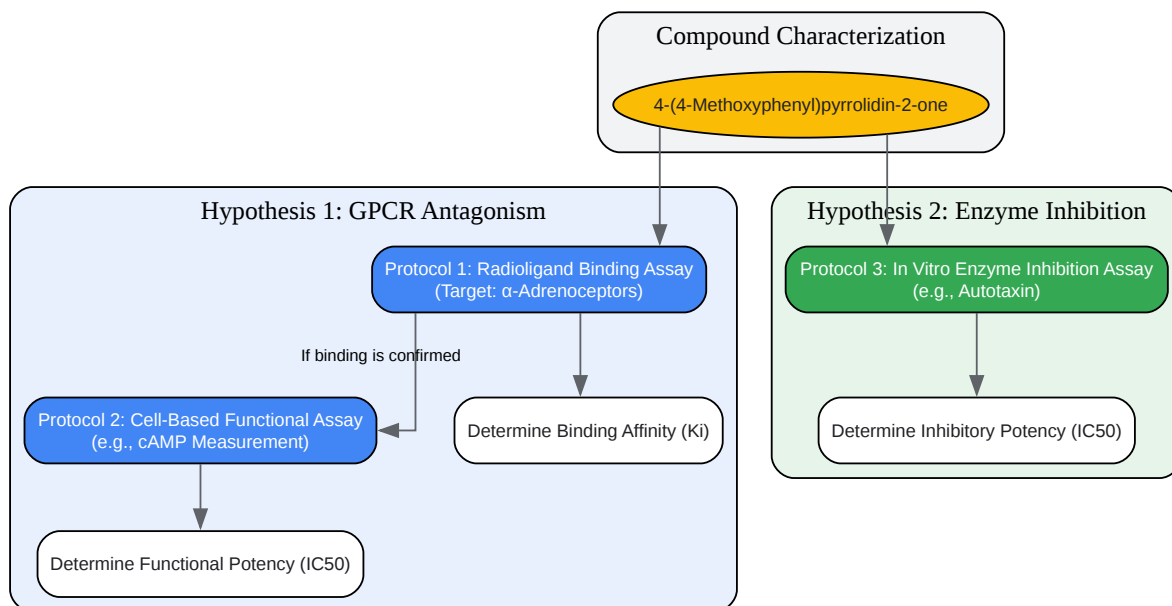 Compound Characterization
4-(4-Methoxyphenyl)pyrrolidin-2-one
Hypothesis 1: GPCR Antagonism
Protocol 1: Radioligand Binding Assay
(Target: α-Adrenoceptors)
If binding is confirmed
Protocol 2: Cell-Based Functional Assay
(e.g., cAMP Measurement)
Determine Binding Affinity (Ki)
Determine Functional Potency (IC50)
Hypothesis 2: Enzyme Inhibition
Protocol 3: In Vitro Enzyme Inhibition Assay
(e.g., Autotaxin)
Determine Inhibitory Potency (IC50)